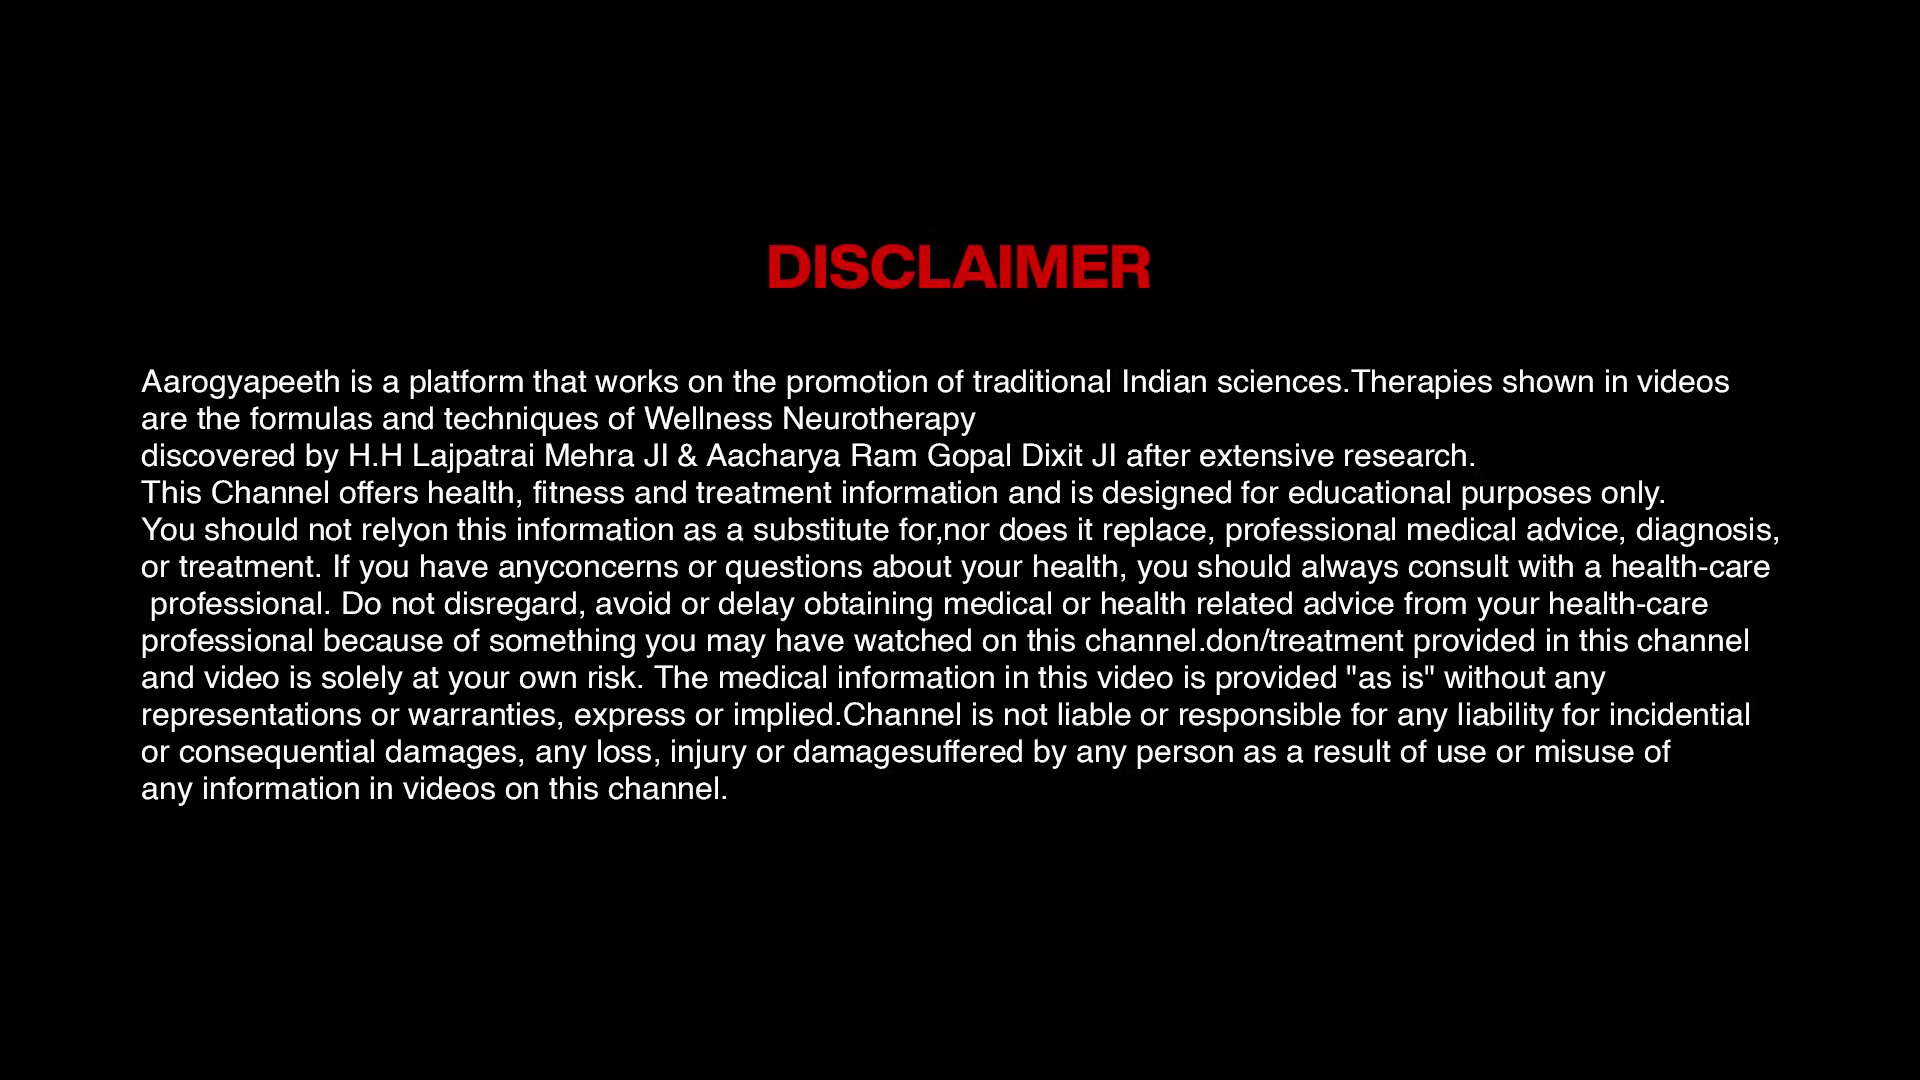 DISCLAIMER
Aarogyapeeth is a platform that works on the promotion of traditional Indian sciences.Therapies shown in videos
are the formulas and techniques of Wellness Neurotherapy
discovered by H.H Lajpatrai Mehra JI & Aacharya Ram Gopal Dixit JI after extensive research.
This Channel offers health, fitness and treatment information and is designed for educational purposes only.
You should not relyon this information as a substitute for,nor does it replace, professional medical advice, diagnosis,
or treatment. If you have anyconcerns or questions about your health, you should always consult with a health-care
professional. Do not disregard, avoid or delay obtaining medical or health related advice from your health-care
professional because of something you may have watched on this channel.don/treatment provided in this channel
and video is solely at your own risk. The medical information in this video is provided "as is" without any
representations or warranties, express or implied.Channel is not liable or responsible for any liability for incidential
or consequential damages, any loss, injury or damagesuffered by any person as a result of use or misuse of
any information in videos on this channel.